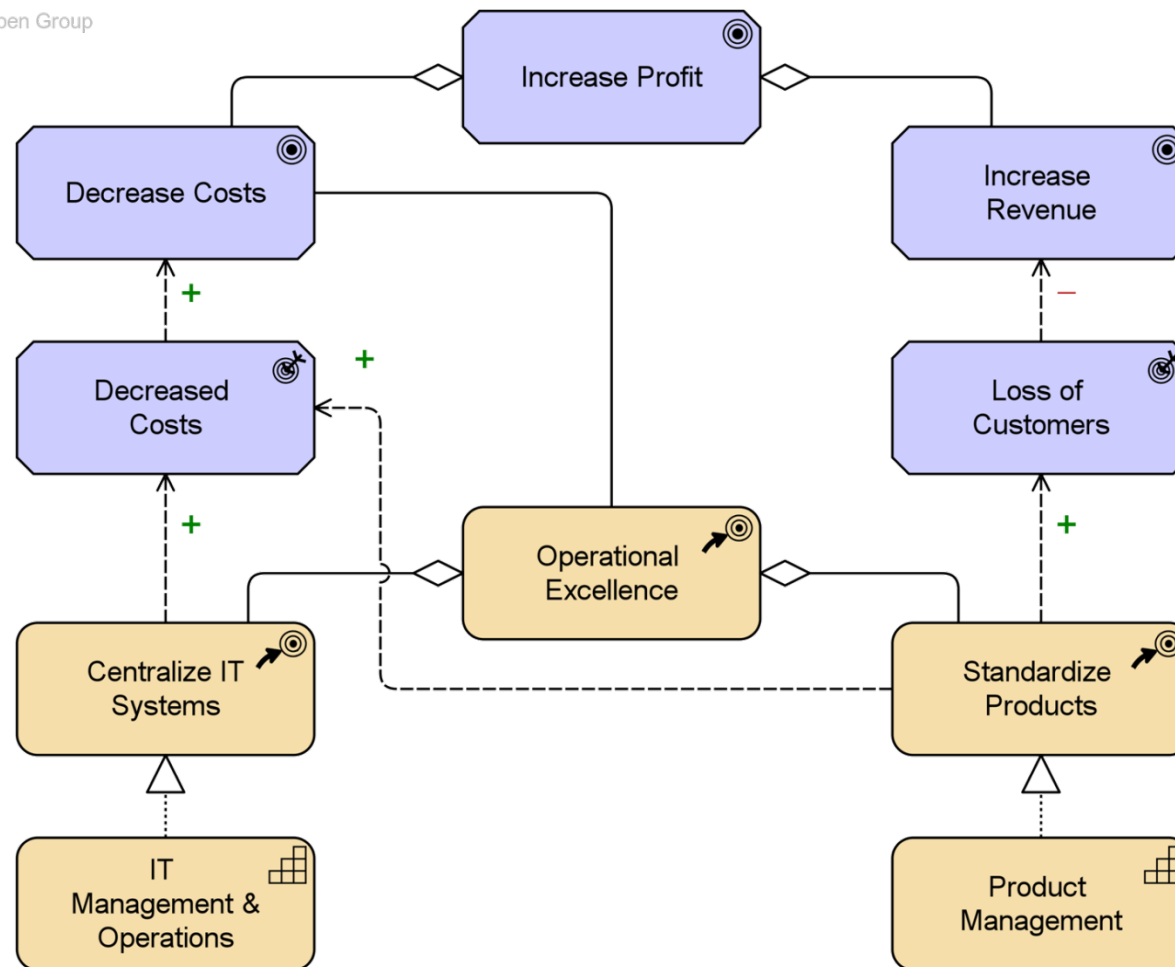 pen Group
Increase Profit
Decrease Costs
Increase
Revenue
+
−
Decreased
Costs
+
Loss of
Customers
+
+
Operational
Excellence
Centralize IT
Systems
Standardize
Products
IT
Management &
Operations
Product
Management